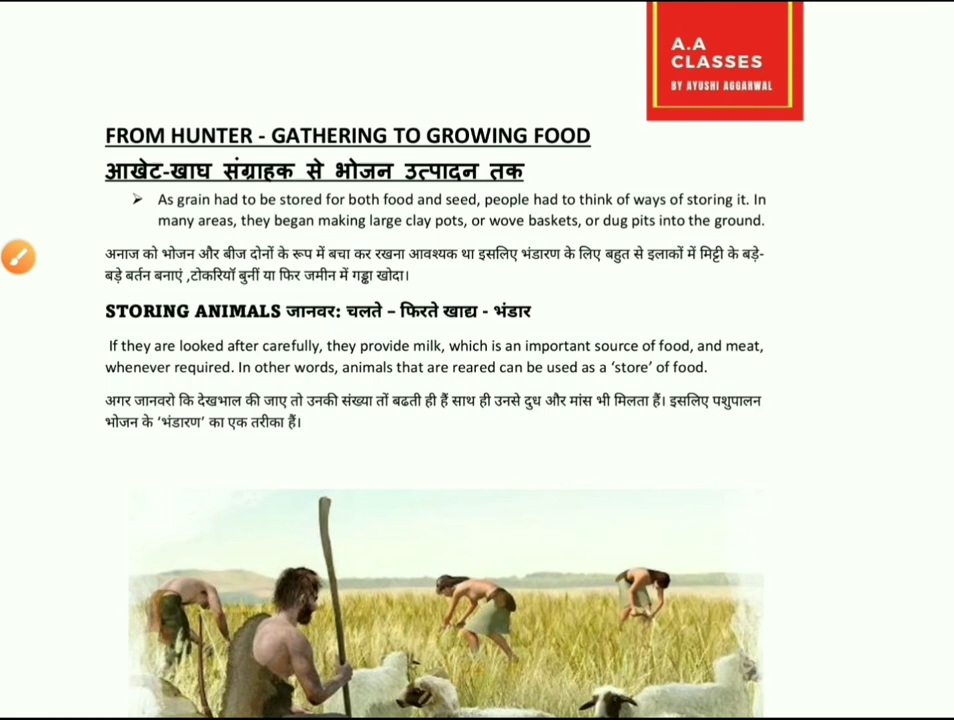 A.A
CLASSES
BY AYUSHI AGGARWAL
FROM HUNTER - GATHERING TO GROWING FOOD
आखेट-खाघ संग्राहक से भोजन उत्पादन तक
➢ As grain had to be stored for both food and seed, people had to think of ways of storing it. In
many areas, they began making large clay pots, or wove baskets, or dug pits into the ground.
अनाज को भोजन और बीज दोनों के रूप में बचा कर रखना आवश्यक था इसलिए भंडारण के लिए बहुत से इलाकों में मिट्टी के बड़े-
बड़े बर्तन बनाएं ,टोकरियॉ बुनीं या फिर जमीन में गड्ढा खोदा।
STORING ANIMALS जानवर: चलते – फिरते खाद्य - भंडार
If they are looked after carefully, they provide milk, which is an important source of food, and meat,
whenever required. In other words, animals that are reared can be used as a ‘store’ of food.
अगर जानवरो कि देखभाल की जाए तो उनकी संख्या तों बढती ही हैं साथ ही उनसे दुध और मांस भी मिलता हैं। इसलिए पशुपालन
भोजन के ‘भंडारण’ का एक तरीका हैं।